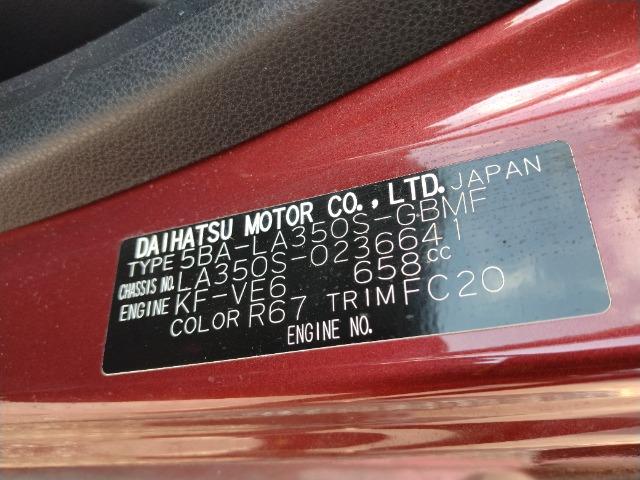 DAIHATSU MOTOR CO., LTD. JAPAN
TYPE 5BA-LA350S-GBMF
CHASSIS NO. LA350S-0236641
ENGINE KF-VE6 658cc
COLOR R67 TRIM FC20
ENGINE NO.